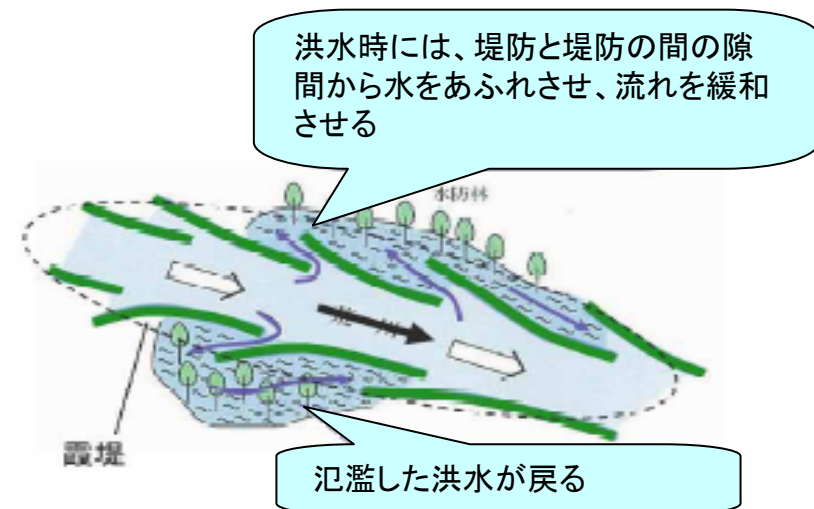 洪水時には、堤防と堤防の間の隙
間から水をあふれさせ、流れを緩和
させる
水防林
霞堤
氾濫した洪水が戻る